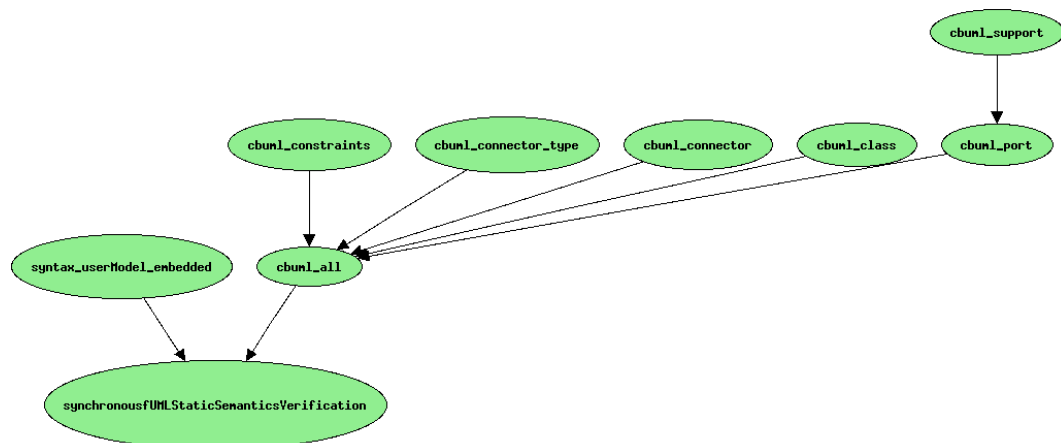 cbuml_support
cbuml_constraints
cbuml_connector_type
cbuml_connector
cbuml_class
cbuml_port
syntax_userModel_embedded
cbuml_all
synchronousfUMLStaticSemanticsVerification